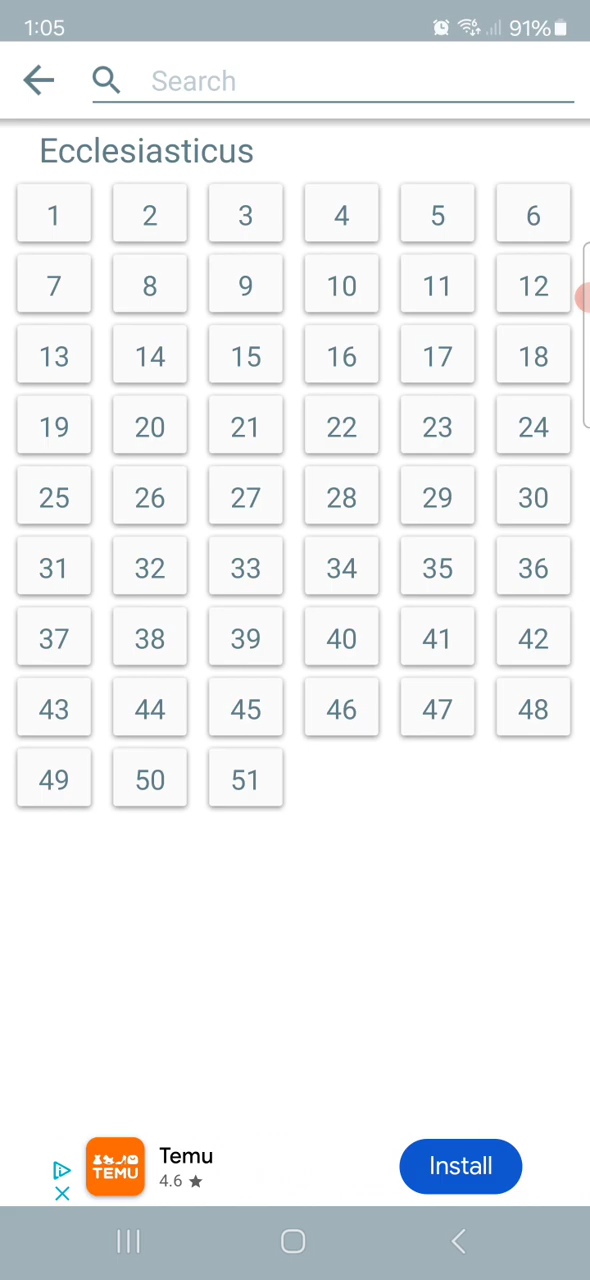 1:05 91%
Search
Ecclesiasticus
1 2 3 4 5 6
7 8 9 10 11 12
13 14 15 16 17 18
19 20 21 22 23 24
25 26 27 28 29 30
31 32 33 34 35 36
37 38 39 40 41 42
43 44 45 46 47 48
49 50 51
TEMU
Temu
4.6 ★
Install